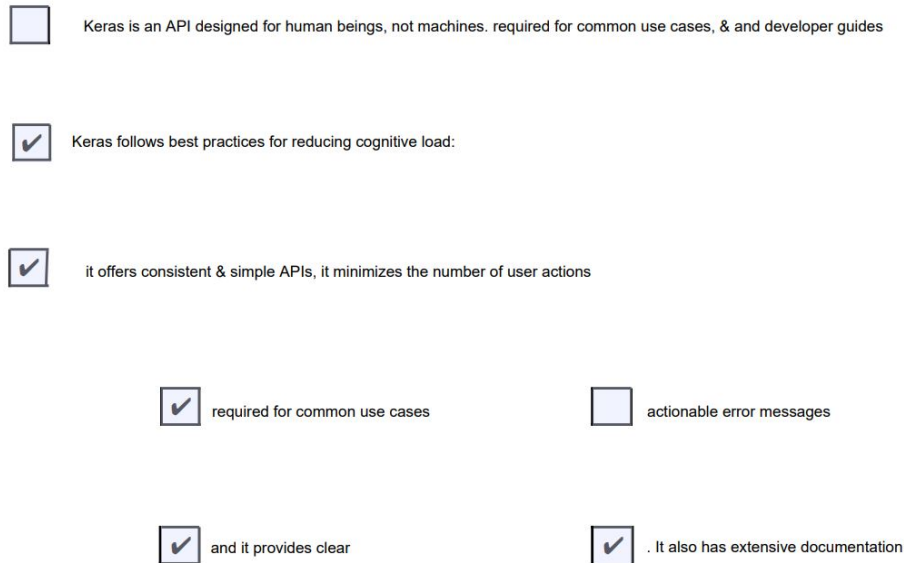 Keras is an API designed for human beings, not machines. required for common use cases, & and developer guides
Keras follows best practices for reducing cognitive load:
it offers consistent & simple APIs, it minimizes the number of user actions
required for common use cases
actionable error messages
and it provides clear
. It also has extensive documentation